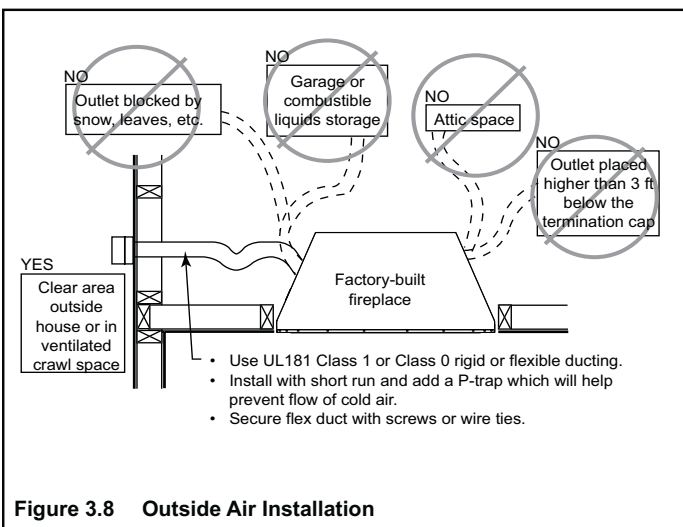 NO
Outlet blocked by
snow, leaves, etc.
NO
Garage or
combustible
liquids storage
NO
Attic space
NO
Outlet placed
higher than 3 ft
below the
termination cap
YES
Clear area
outside
house or in
ventilated
crawl space
Factory-built
fireplace
• Use UL181 Class 1 or Class 0 rigid or flexible ducting.
• Install with short run and add a P-trap which will help
prevent flow of cold air.
• Secure flex duct with screws or wire ties.
Figure 3.8 Outside Air Installation